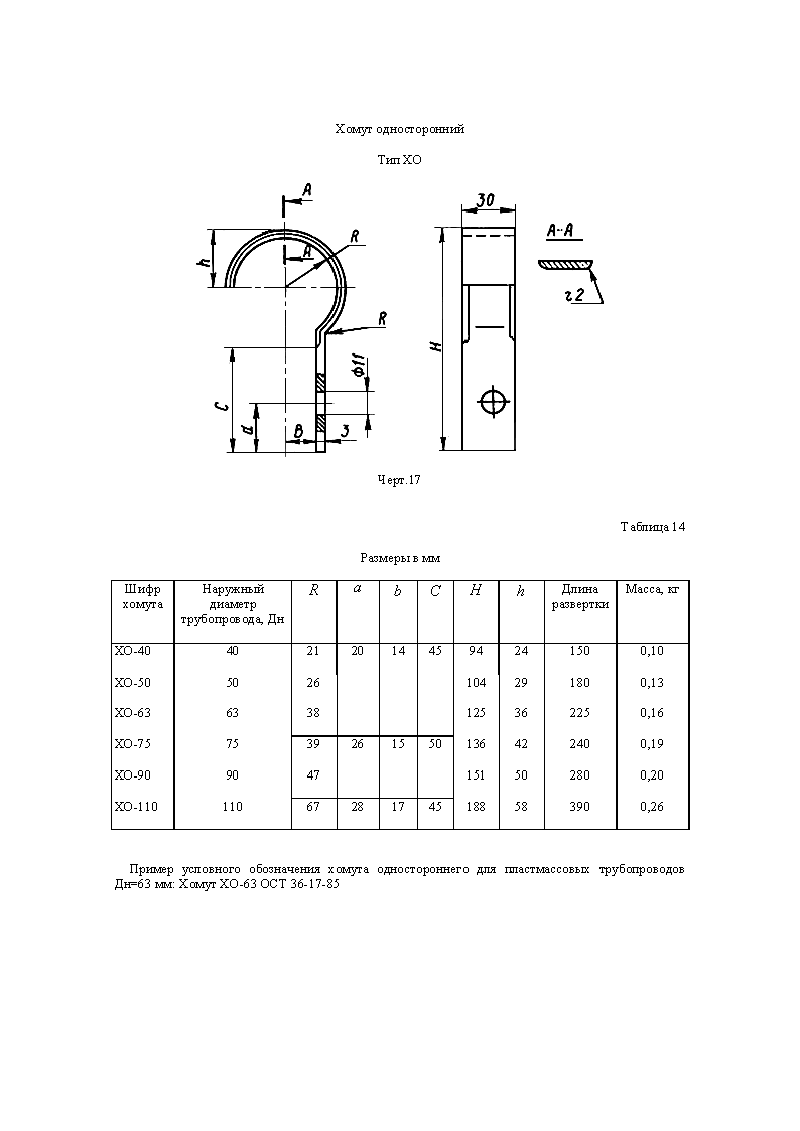 Хомут односторонний
Тип ХО
А
А
R
h
R
ϕ11
C
d
В
3
30
H
А-А
r2
Черт.17
Таблица 14
Размеры в мм
Шифр хомута Наружный диаметр трубопровода, Дн R a b C H h Длина развертки Масса, кг
ХО-40 40 21 20 14 45 94 24 150 0,10
ХО-50 50 26 104 29 180 0,13
ХО-63 63 38 125 36 225 0,16
ХО-75 75 39 26 15 50 136 42 240 0,19
ХО-90 90 47 151 50 280 0,20
ХО-110 110 67 28 17 45 188 58 390 0,26
Пример условного обозначения хомута одностороннего для пластмассовых трубопроводов
Дн=63 мм: Хомут ХО-63 ОСТ 36-17-85